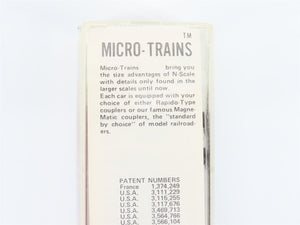 TM
MICRO-TRAINS
Micro-Trains bring you
the size advantages of N-Scale
with details only found in the
larger scales until now.
Each car is equipped with your
choice of either Rapido-Type
couplers or our famous Magne-
Matic couplers, the "standard
by choice" of model railroad-
ers.
PATENT NUMBERS
France 1,374,249
U.S.A. 3,111,229
U.S.A. 3,115,255
U.S.A. 3,117,676
U.S.A. 3,469,713
U.S.A. 3,564,766
U.S.A. 3,586,104